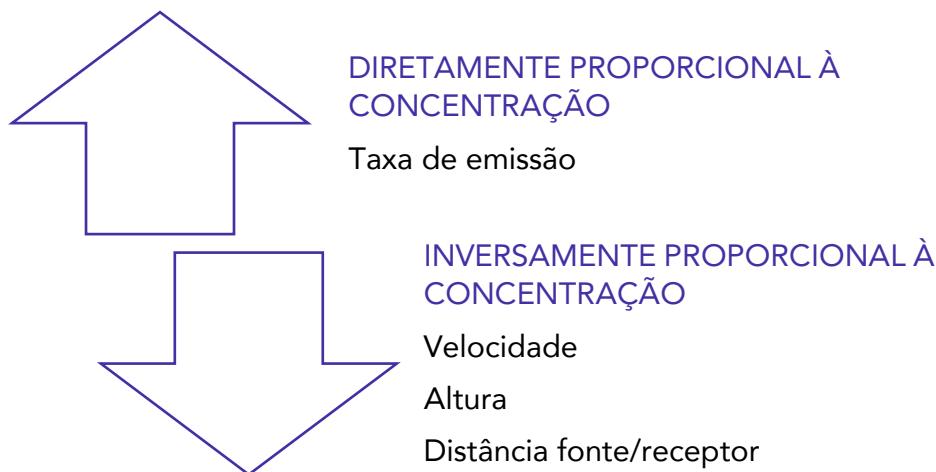 DIRETAMENTE PROPORCIONAL À
CONCENTRAÇÃO
Taxa de emissão
INVERSAMENTE PROPORCIONAL À
CONCENTRAÇÃO
Velocidade
Altura
Distância fonte/receptor